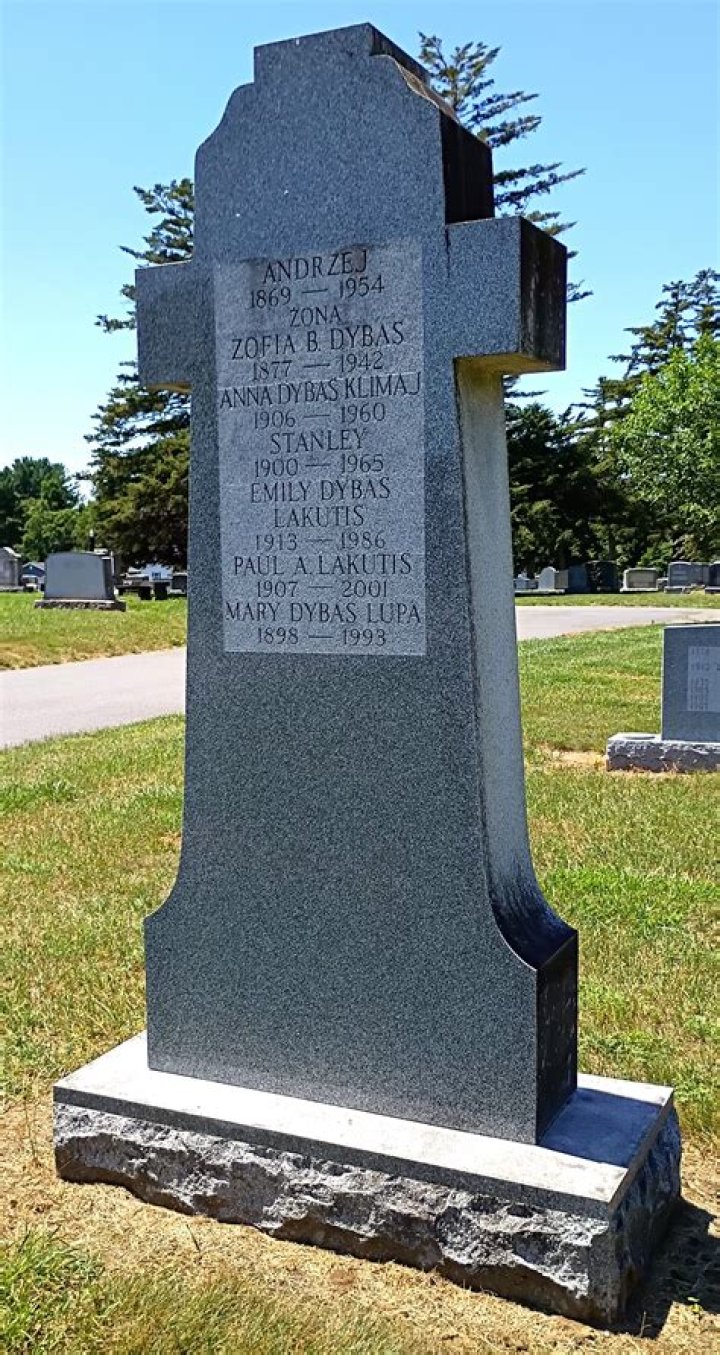 ANDRZEJ
1869 — 1954
ŻONA
ZOFIA B. DYBAS
1877 — 1942
ANNA DYBAS KLIMAJ
1906 — 1960
STANLEY
1900 — 1965
EMILY DYBAS
LAKUTIS
1913 — 1986
PAUL A. LAKUTIS
1907 — 2001
MARY DYBAS LUPA
1898 — 1993